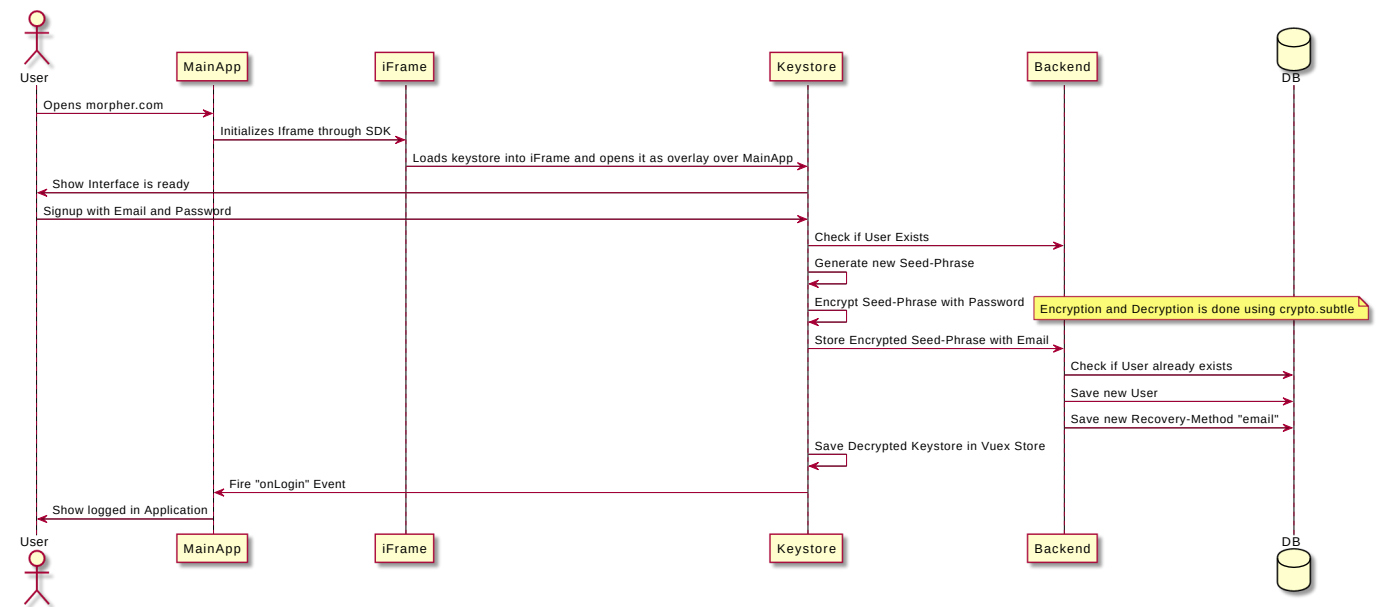 User
MainApp
iFrame
Keystore
Backend
DB
Opens morpher.com
Initializes Iframe through SDK
Loads keystore into iFrame and opens it as overlay over MainApp
Show Interface is ready
Signup with Email and Password
Check if User Exists
Generate new Seed-Phrase
Encrypt Seed-Phrase with Password
Encryption and Decryption is done using crypto.subtle
Store Encrypted Seed-Phrase with Email
Check if User already exists
Save new User
Save new Recovery-Method "email"
Save Decrypted Keystore in Vuex Store
Fire "onLogin" Event
Show logged in Application
User
MainApp
iFrame
Keystore
Backend
DB